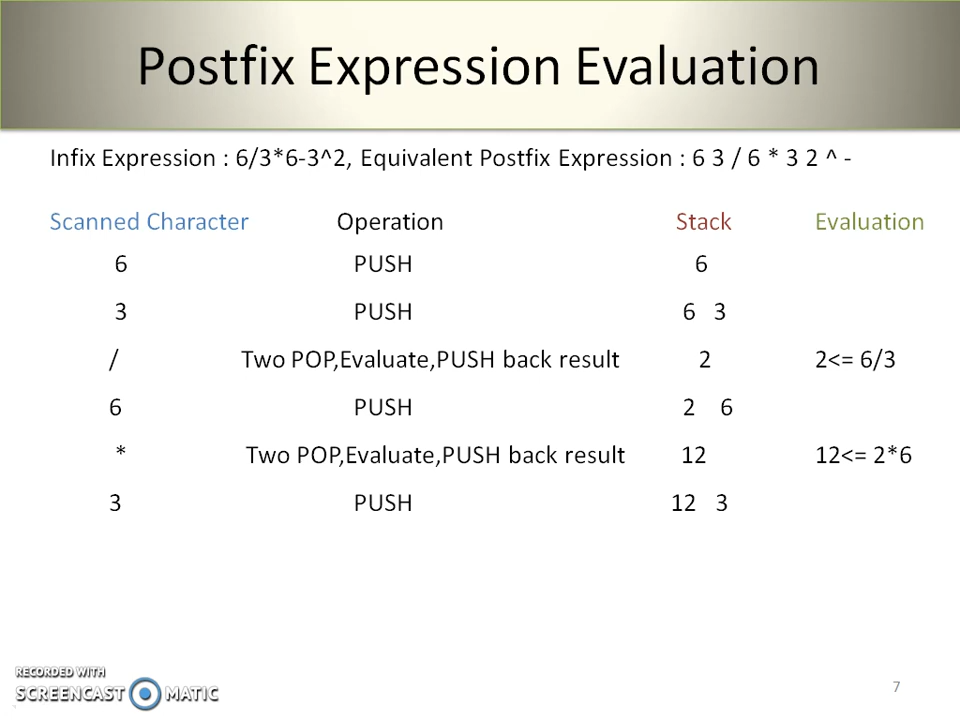 Postfix Expression Evaluation
Infix Expression : 6/3*6-3^2, Equivalent Postfix Expression : 6 3 / 6 * 3 2 ^ -
Scanned Character Operation Stack Evaluation
6 PUSH 6
3 PUSH 6 3
/ Two POP,Evaluate,PUSH back result 2 2<= 6/3
6 PUSH 2 6
* Two POP,Evaluate,PUSH back result 12 12<= 2*6
3 PUSH 12 3
RECORDED WITH
SCREENCAST MATIC
7